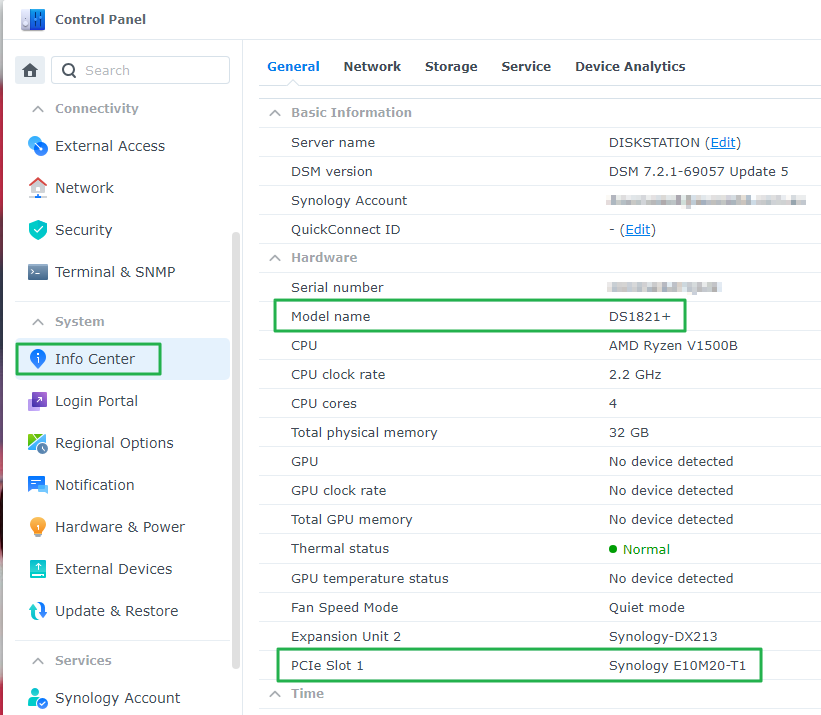 Control Panel
Search
Connectivity
External Access
Network
Security
Terminal & SNMP
System
Info Center
Login Portal
Regional Options
Notification
Hardware & Power
External Devices
Update & Restore
Services
Synology Account
General Network Storage Service Device Analytics
Basic Information
Server name DISKSTATION (Edit)
DSM version DSM 7.2.1-69057 Update 5
Synology Account
QuickConnect ID - (Edit)
Hardware
Serial number
Model name DS1821+
CPU AMD Ryzen V1500B
CPU clock rate 2.2 GHz
CPU cores 4
Total physical memory 32 GB
GPU No device detected
GPU clock rate No device detected
Total GPU memory No device detected
Thermal status Normal
GPU temperature status No device detected
Fan Speed Mode Quiet mode
Expansion Unit 2 Synology-DX213
PCIe Slot 1 Synology E10M20-T1
Time